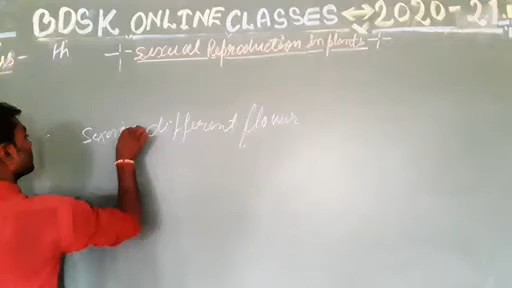 BDSK ONLINE CLASSES ↔ 2020-21
th Sexual Reproduction in plants
different flower